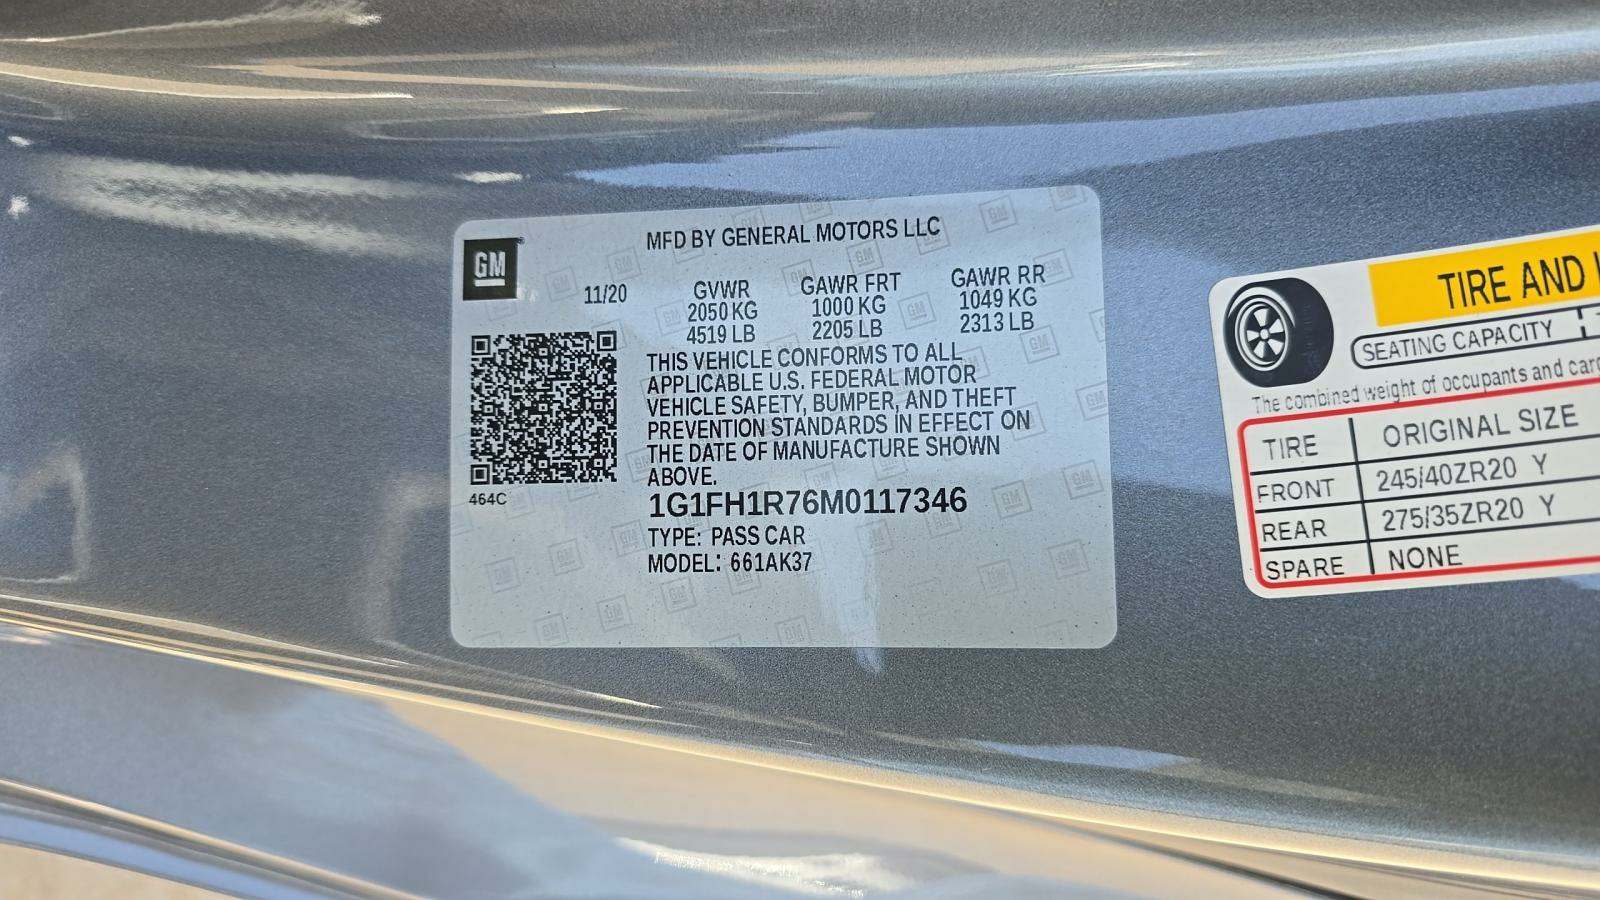 MFD BY GENERAL MOTORS LLC
GM
11/20
GVWR
2050 KG
4519 LB
GAWR FRT
1000 KG
2205 LB
GAWR RR
1049 KG
2313 LB
THIS VEHICLE CONFORMS TO ALL
APPLICABLE U.S. FEDERAL MOTOR
VEHICLE SAFETY, BUMPER, AND THEFT
PREVENTION STANDARDS IN EFFECT ON
THE DATE OF MANUFACTURE SHOWN
ABOVE.
464C
1G1FH1R76M0117346
TYPE: PASS CAR
MODEL: 661AK37
TIRE AND
SEATING CAPACITY
The combined weight of occupants and
TIRE ORIGINAL SIZE
FRONT 245/40ZR20 Y
REAR 275/35ZR20 Y
SPARE NONE